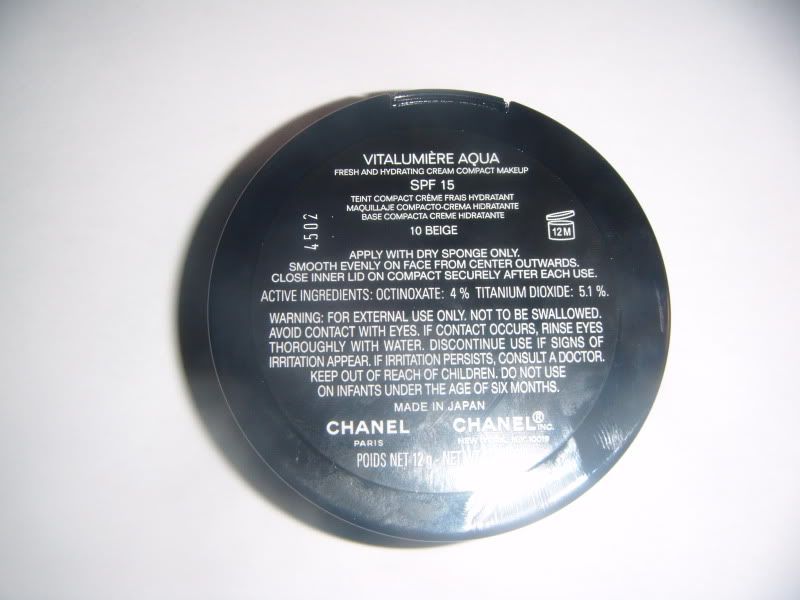 VITALUMIÈRE AQUA
FRESH AND HYDRATING CREAM COMPACT MAKEUP
SPF 15
TEINT COMPACT CRÈME FRAIS HYDRATANT
MAQUILLAJE COMPACTO-CREMA HIDRATANTE
BASE COMPACTA CREME HIDRATANTE
10 BEIGE
4502
12 M
APPLY WITH DRY SPONGE ONLY.
SMOOTH EVENLY ON FACE FROM CENTER OUTWARDS.
CLOSE INNER LID ON COMPACT SECURELY AFTER EACH USE.
ACTIVE INGREDIENTS: OCTINOXATE: 4 % TITANIUM DIOXIDE: 5.1 %.
WARNING: FOR EXTERNAL USE ONLY. NOT TO BE SWALLOWED.
AVOID CONTACT WITH EYES. IF CONTACT OCCURS, RINSE EYES
THOROUGHLY WITH WATER. DISCONTINUE USE IF SIGNS OF
IRRITATION APPEAR. IF IRRITATION PERSISTS, CONSULT A DOCTOR.
KEEP OUT OF REACH OF CHILDREN. DO NOT USE
ON INFANTS UNDER THE AGE OF SIX MONTHS.
MADE IN JAPAN
CHANEL CHANEL® INC.
PARIS NEW YORK, N.Y. 10019
POIDS NET 12 g - NET